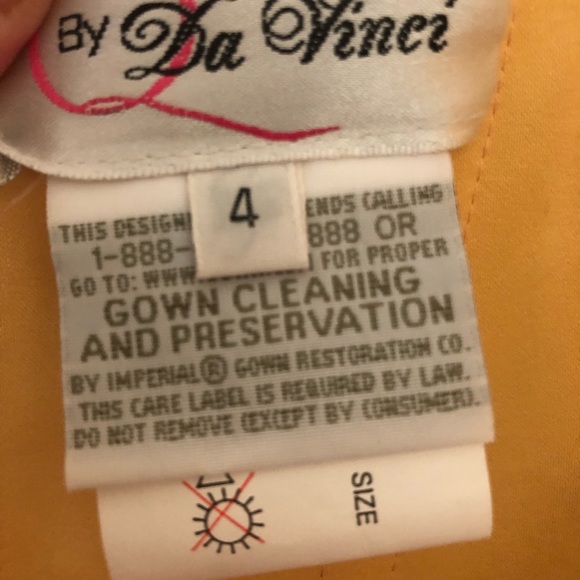 By Da Vinci
4
THIS DESIGN ENDS CALLING
1-888- 888 OR
GO TO: WWW FOR PROPER
GOWN CLEANING
AND PRESERVATION
BY IMPERIAL® GOWN RESTORATION CO.
THIS CARE LABEL IS REQUIRED BY LAW.
DO NOT REMOVE (EXCEPT BY CONSUMER).
SIZE